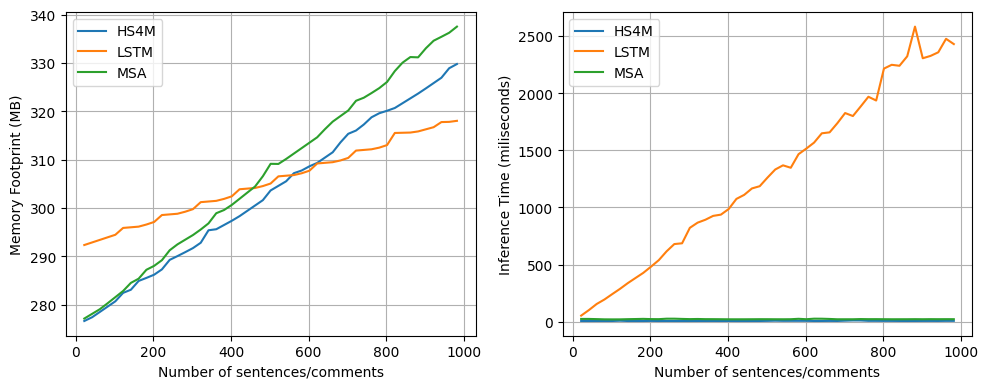 340
330
320
310
300
290
280
Memory Footprint (MB)
HS4M
LSTM
MSA
0
200
400
600
800
1000
Number of sentences/comments
2500
2000
1500
1000
500
0
Inference Time (miliseconds)
HS4M
LSTM
MSA
0
200
400
600
800
1000
Number of sentences/comments